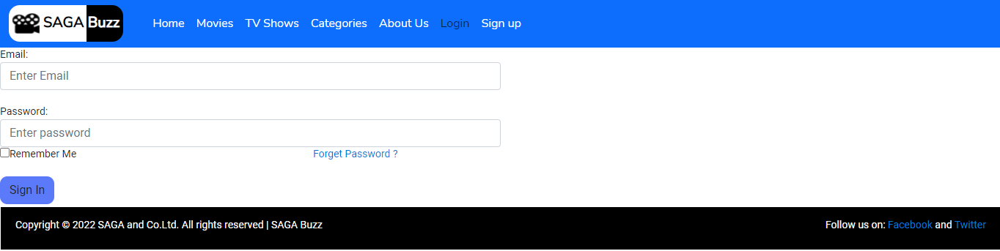 SAGA Buzz Home Movies TV Shows Categories About Us Login Sign up
Email:
Enter Email
Password:
Enter password
Remember Me Forget Password ?
Sign In
Copyright © 2022 SAGA and Co.Ltd. All rights reserved | SAGA Buzz Follow us on: Facebook and Twitter